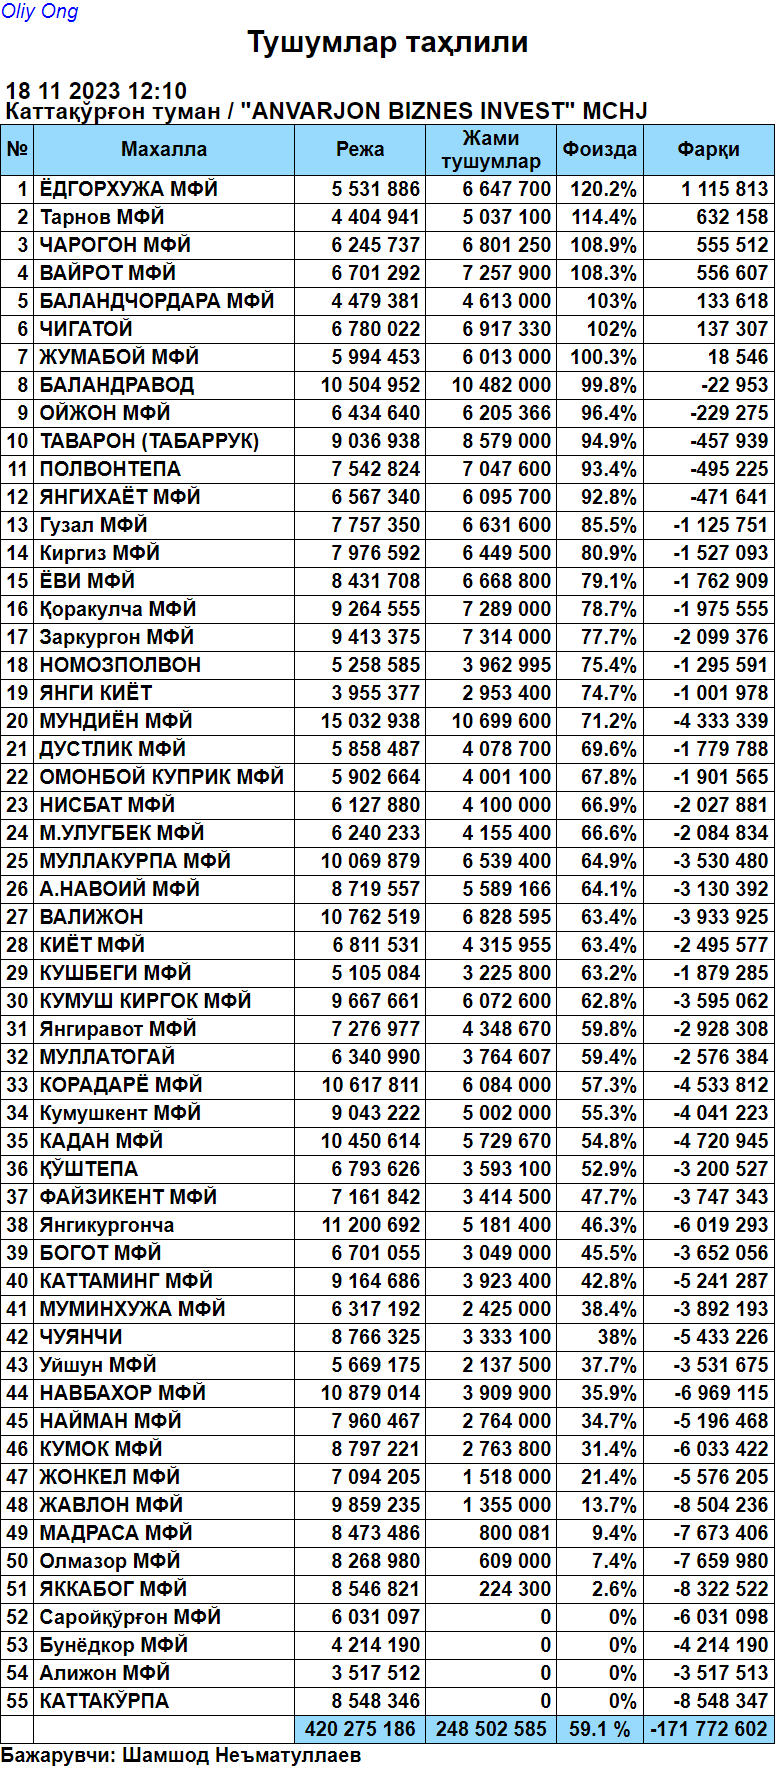 Oliy Ong
Тушумлар таҳлили
18 11 2023 12:10
Каттақўрғон туман / "ANVARJON BIZNES INVEST" MCHJ
№ Махалла Режа Жами тушумлар Фоизда Фарқи
1 ЁДГОРХУЖА МФЙ 5 531 886 6 647 700 120.2% 1 115 813
2 Тарнов МФЙ 4 404 941 5 037 100 114.4% 632 158
3 ЧАРОГОН МФЙ 6 245 737 6 801 250 108.9% 555 512
4 ВАЙРОТ МФЙ 6 701 292 7 257 900 108.3% 556 607
5 БАЛАНДЧОРДАРА МФЙ 4 479 381 4 613 000 103% 133 618
6 ЧИГАТОЙ 6 780 022 6 917 330 102% 137 307
7 ЖУМАБОЙ МФЙ 5 994 453 6 013 000 100.3% 18 546
8 БАЛАНДРАВОД 10 504 952 10 482 000 99.8% -22 953
9 ОЙЖОН МФЙ 6 434 640 6 205 366 96.4% -229 275
10 ТАВАРОН (ТАБАРРУК) 9 036 938 8 579 000 94.9% -457 939
11 ПОЛВОНТЕПА 7 542 824 7 047 600 93.4% -495 225
12 ЯНГИХАЁТ МФЙ 6 567 340 6 095 700 92.8% -471 641
13 Гузал МФЙ 7 757 350 6 631 600 85.5% -1 125 751
14 Киргиз МФЙ 7 976 592 6 449 500 80.9% -1 527 093
15 ЁВИ МФЙ 8 431 708 6 668 800 79.1% -1 762 909
16 Қоракулча МФЙ 9 264 555 7 289 000 78.7% -1 975 555
17 Заркургон МФЙ 9 413 375 7 314 000 77.7% -2 099 376
18 НОМОЗПОЛВОН 5 258 585 3 962 995 75.4% -1 295 591
19 ЯНГИ КИЁТ 3 955 377 2 953 400 74.7% -1 001 978
20 МУНДИЁН МФЙ 15 032 938 10 699 600 71.2% -4 333 339
21 ДУСТЛИК МФЙ 5 858 487 4 078 700 69.6% -1 779 788
22 ОМОНБОЙ КУПРИК МФЙ 5 902 664 4 001 100 67.8% -1 901 565
23 НИСБАТ МФЙ 6 127 880 4 100 000 66.9% -2 027 881
24 М.УЛУГБЕК МФЙ 6 240 233 4 155 400 66.6% -2 084 834
25 МУЛЛАКУРПА МФЙ 10 069 879 6 539 400 64.9% -3 530 480
26 А.НАВОИЙ МФЙ 8 719 557 5 589 166 64.1% -3 130 392
27 ВАЛИЖОН 10 762 519 6 828 595 63.4% -3 933 925
28 КИЁТ МФЙ 6 811 531 4 315 955 63.4% -2 495 577
29 КУШБЕГИ МФЙ 5 105 084 3 225 800 63.2% -1 879 285
30 КУМУШ КИРГОК МФЙ 9 667 661 6 072 600 62.8% -3 595 062
31 Янгиравот МФЙ 7 276 977 4 348 670 59.8% -2 928 308
32 МУЛЛАТОГАЙ 6 340 990 3 764 607 59.4% -2 576 384
33 КОРАДАРЁ МФЙ 10 617 811 6 084 000 57.3% -4 533 812
34 Кумушкент МФЙ 9 043 222 5 002 000 55.3% -4 041 223
35 КАДАН МФЙ 10 450 614 5 729 670 54.8% -4 720 945
36 ҚЎШТЕПА 6 793 626 3 593 100 52.9% -3 200 527
37 ФАЙЗИКЕНТ МФЙ 7 161 842 3 414 500 47.7% -3 747 343
38 Янгикургонча 11 200 692 5 181 400 46.3% -6 019 293
39 БОГОТ МФЙ 6 701 055 3 049 000 45.5% -3 652 056
40 КАТТАМИНГ МФЙ 9 164 686 3 923 400 42.8% -5 241 287
41 МУМИНХУЖА МФЙ 6 317 192 2 425 000 38.4% -3 892 193
42 ЧУЯНЧИ 8 766 325 3 333 100 38% -5 433 226
43 Уйшун МФЙ 5 669 175 2 137 500 37.7% -3 531 675
44 НАВБАХОР МФЙ 10 879 014 3 909 900 35.9% -6 969 115
45 НАЙМАН МФЙ 7 960 467 2 764 000 34.7% -5 196 468
46 КУМОК МФЙ 8 797 221 2 763 800 31.4% -6 033 422
47 ЖОНКЕЛ МФЙ 7 094 205 1 518 000 21.4% -5 576 205
48 ЖАВЛОН МФЙ 9 859 235 1 355 000 13.7% -8 504 236
49 МАДРАСА МФЙ 8 473 486 800 081 9.4% -7 673 406
50 Олмазор МФЙ 8 268 980 609 000 7.4% -7 659 980
51 ЯККАБОГ МФЙ 8 546 821 224 300 2.6% -8 322 522
52 Саройқўрғон МФЙ 6 031 097 0 0% -6 031 098
53 Бунёдкор МФЙ 4 214 190 0 0% -4 214 190
54 Алижон МФЙ 3 517 512 0 0% -3 517 513
55 КАТТАКЎРПА 8 548 346 0 0% -8 548 347
420 275 186 248 502 585 59.1 % -171 772 602
Бажарувчи: Шамшод Неъматуллаев